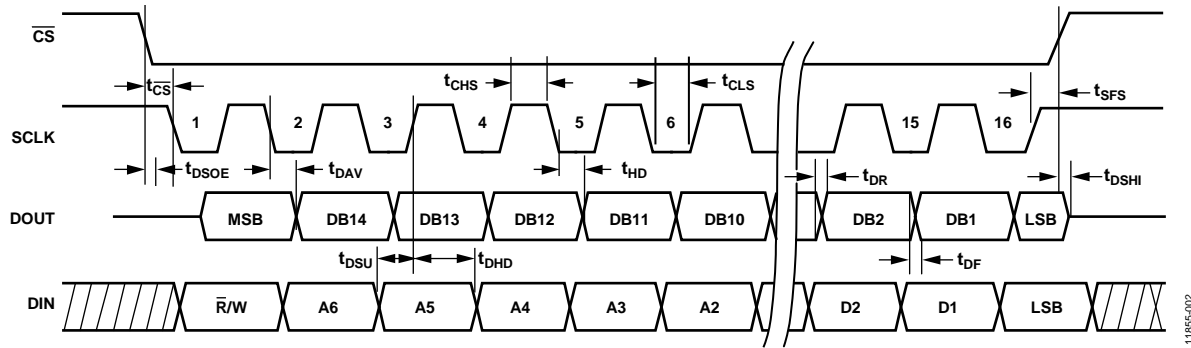 CS
tCS
tCHS
tCLS
tSFS
SCLK
1
2
3
4
5
6
15
16
tDSOE
tDAV
tHD
tDR
tDSHI
DOUT
MSB
DB14
DB13
DB12
DB11
DB10
DB2
DB1
LSB
tDSU
tDHD
tDF
DIN
R/W
A6
A5
A4
A3
A2
D2
D1
LSB
11855-002